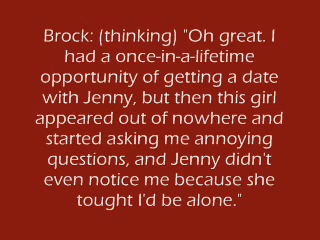 Brock: (thinking) "Oh great. I
had a once-in-a-lifetime
opportunity of getting a date
with Jenny, but then this girl
appeared out of nowhere and
started asking me annoying
questions, and Jenny didn't
even notice me because she
tought I'd be alone."